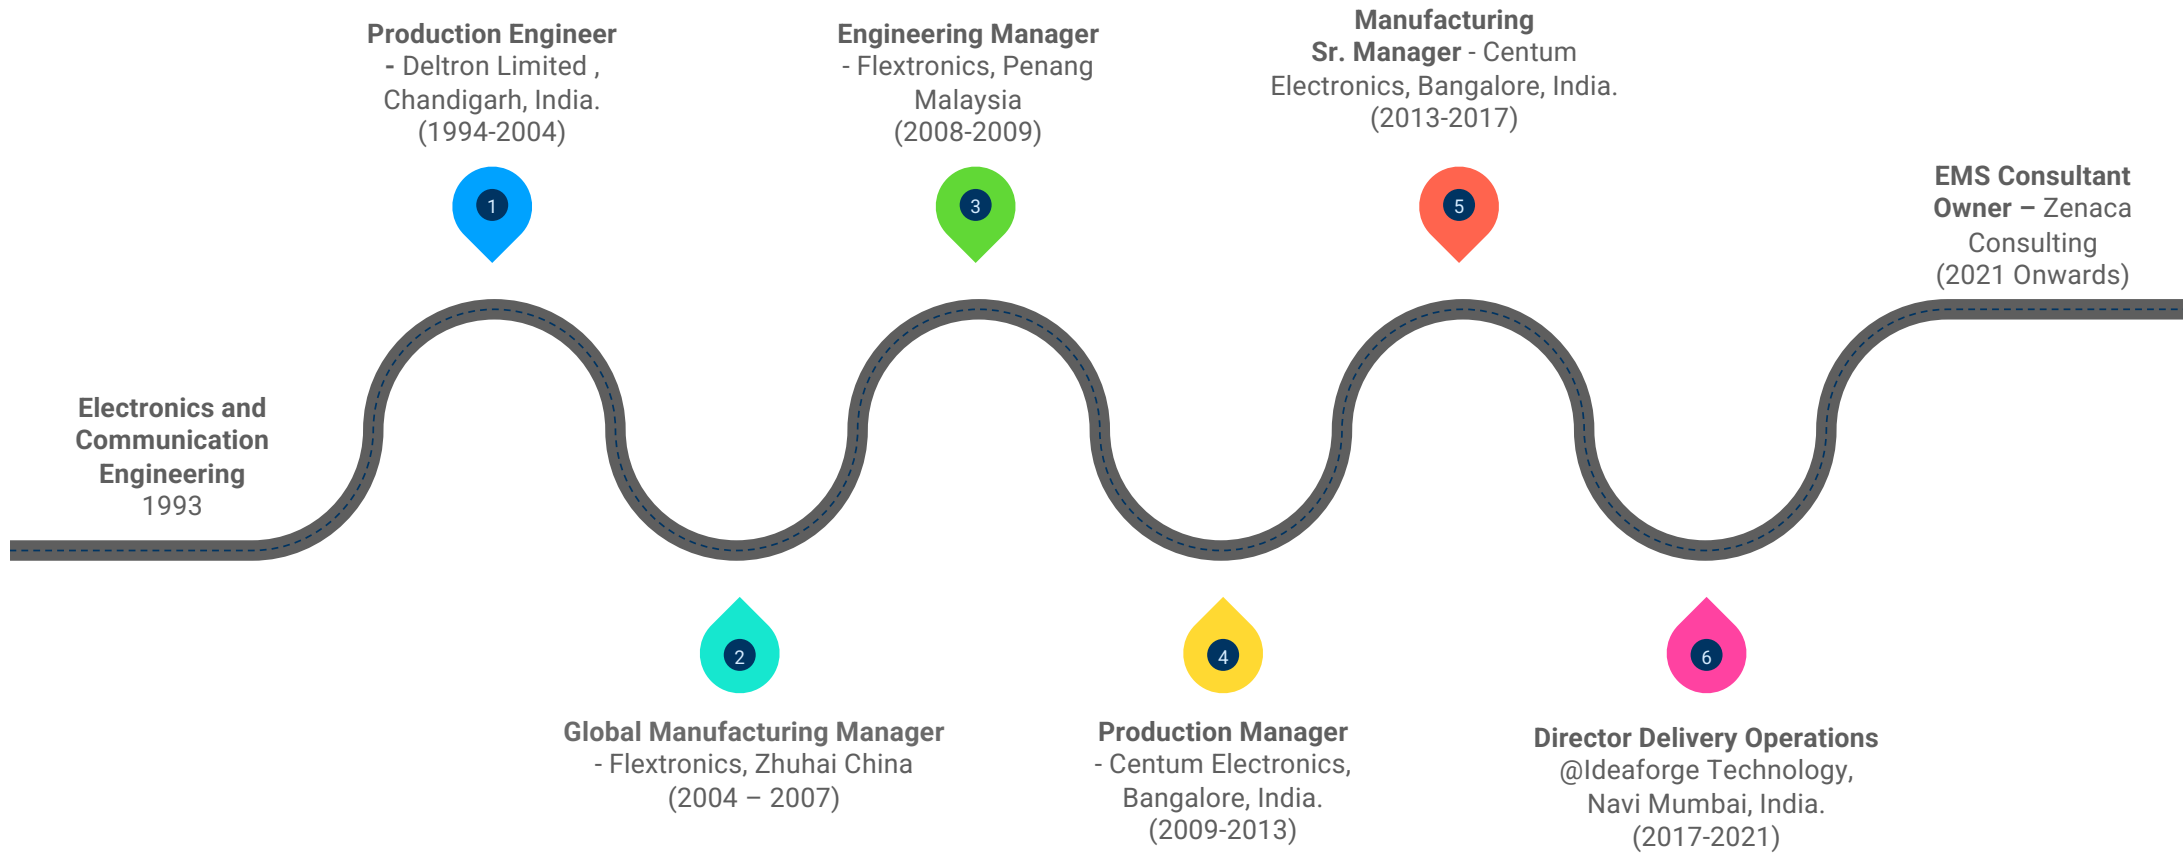 Electronics and
Communication
Engineering
1993
Production Engineer
- Deltron Limited ,
Chandigarh, India.
(1994-2004)
1
2
Global Manufacturing Manager
- Flextronics, Zhuhai China
(2004 – 2007)
Engineering Manager
- Flextronics, Penang
Malaysia
(2008-2009)
3
4
Production Manager
- Centum Electronics,
Bangalore, India.
(2009-2013)
Manufacturing
Sr. Manager - Centum
Electronics, Bangalore, India.
(2013-2017)
5
6
Director Delivery Operations
@Ideaforge Technology,
Navi Mumbai, India.
(2017-2021)
EMS Consultant
Owner – Zenaca
Consulting
(2021 Onwards)